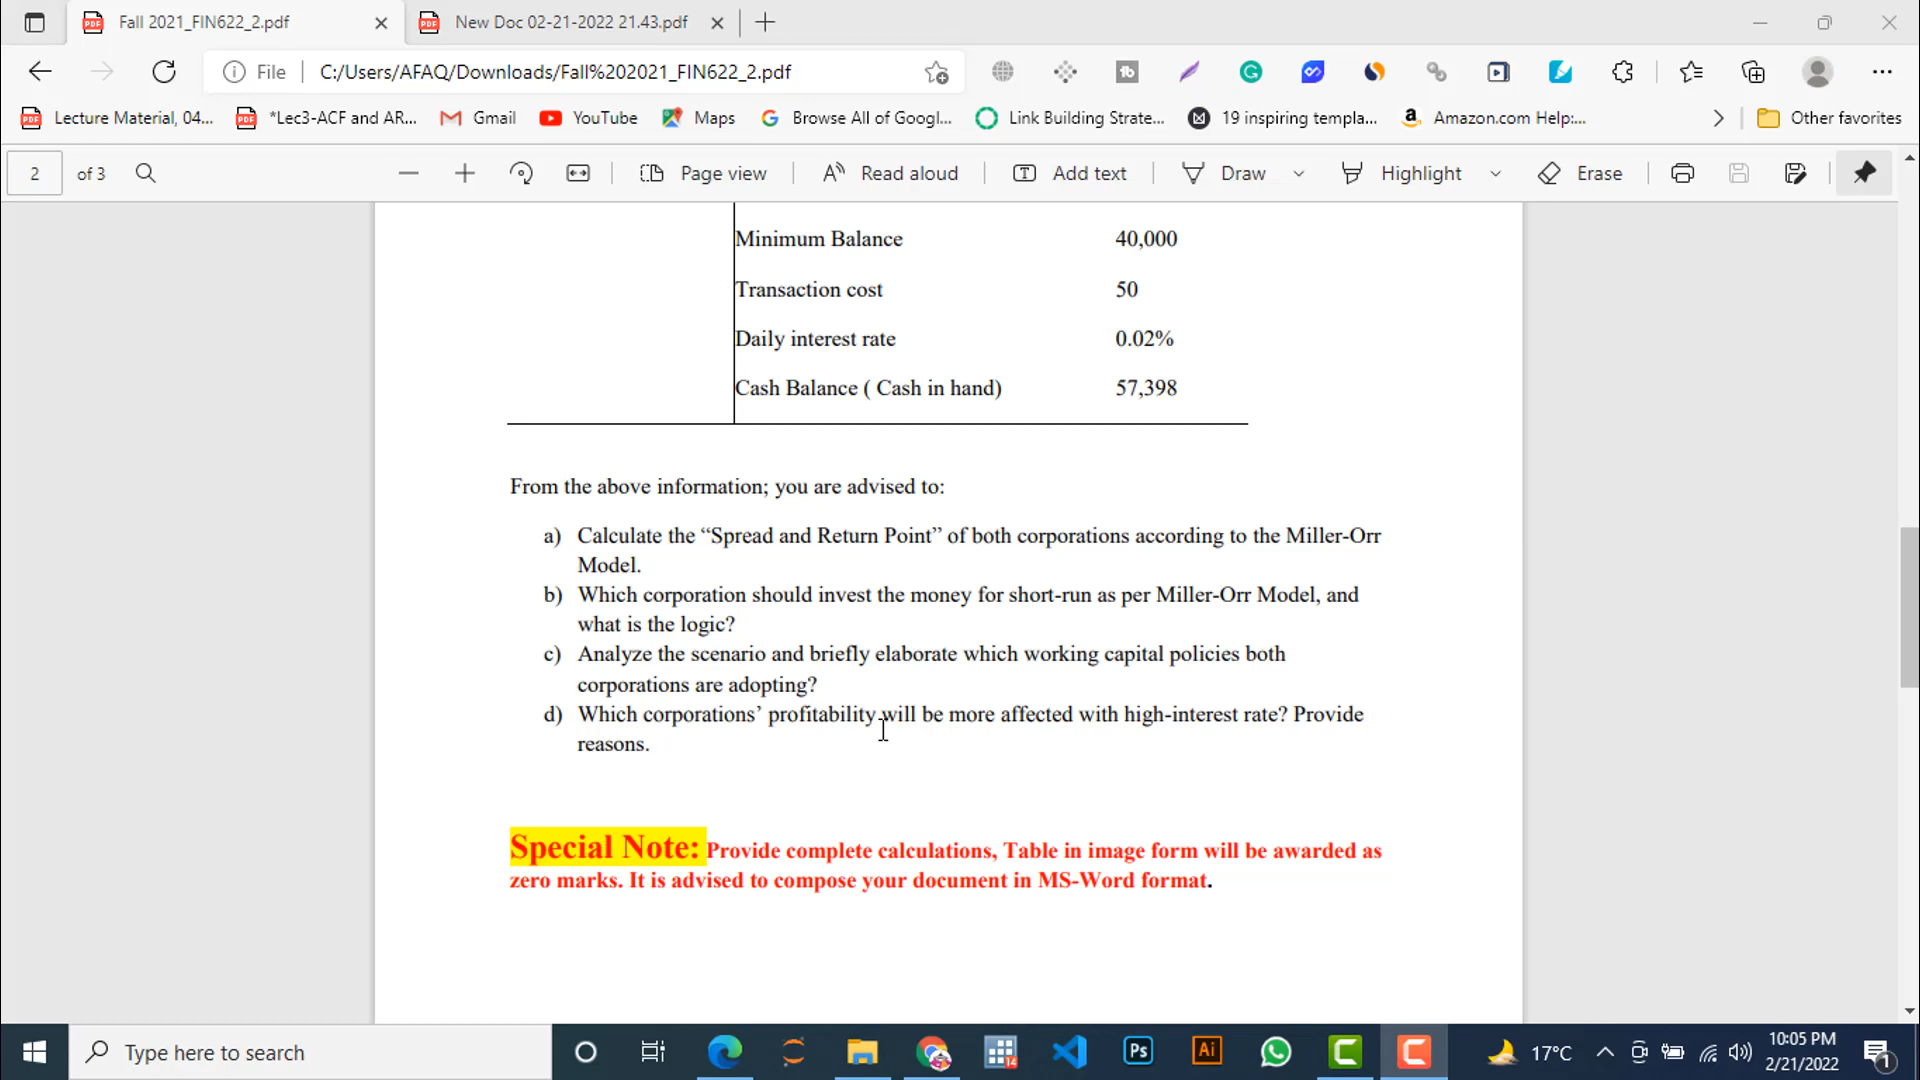 Fall 2021_FIN622_2.pdf
New Doc 02-21-2022 21.43.pdf
File
C:/Users/AFAQ/Downloads/Fall%202021_FIN622_2.pdf
Lecture Material, 04...
*Lec3-ACF and AR...
Gmail
YouTube
Maps
Browse All of Googl...
Link Building Strate...
19 inspiring templa...
Amazon.com Help:...
Other favorites
2 of 3
Page view
Read aloud
Add text
Draw
Highlight
Erase
Minimum Balance 40,000
Transaction cost 50
Daily interest rate 0.02%
Cash Balance ( Cash in hand) 57,398
From the above information; you are advised to:
a) Calculate the “Spread and Return Point” of both corporations according to the Miller-Orr
Model.
b) Which corporation should invest the money for short-run as per Miller-Orr Model, and
what is the logic?
c) Analyze the scenario and briefly elaborate which working capital policies both
corporations are adopting?
d) Which corporations’ profitability will be more affected with high-interest rate? Provide
reasons.
Special Note: Provide complete calculations, Table in image form will be awarded as
zero marks. It is advised to compose your document in MS-Word format.
Type here to search
14
Ps
Ai
17°C
10:05 PM
2/21/2022
1